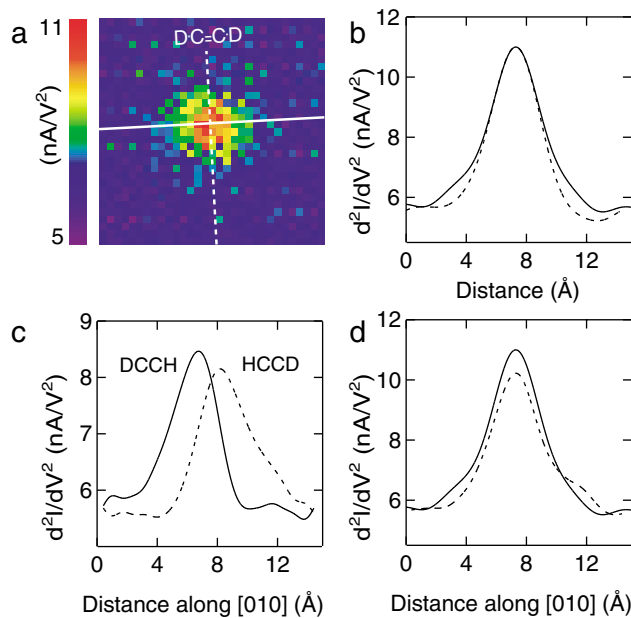 a
11
(nA/V²)
5
D·C=C·D
b
d²I/dV² (nA/V²)
12
10
8
6
0 4 8 12
Distance (Å)
c
d²I/dV² (nA/V²)
9
8
7
6
DCCH HCCD
0 4 8 12
Distance along [010] (Å)
d
d²I/dV² (nA/V²)
12
10
8
6
0 4 8 12
Distance along [010] (Å)